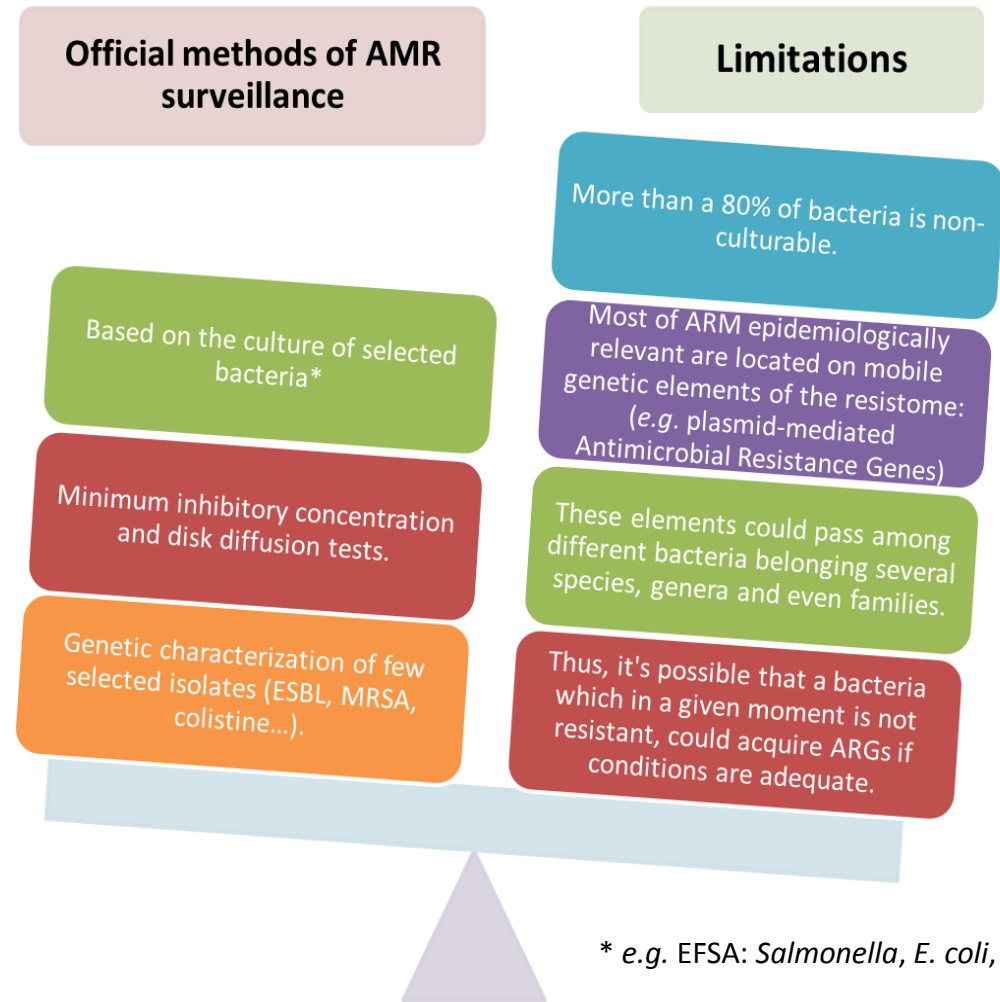 Official methods of AMR
surveillance
Limitations
Based on the culture of selected
bacteria*
Minimum inhibitory concentration
and disk diffusion tests.
Genetic characterization of few
selected isolates (ESBL, MRSA,
colistine...).
More than a 80% of bacteria is non-
culturable.
Most of ARM epidemiologically
relevant are located on mobile
genetic elements of the resistome:
(e.g. plasmid-mediated
Antimicrobial Resistance Genes)
These elements could pass among
different bacteria belonging several
species, genera and even families.
Thus, it's possible that a bacteria
which in a given moment is not
resistant, could acquire ARGs if
conditions are adequate.
* e.g. EFSA: Salmonella, E. coli,